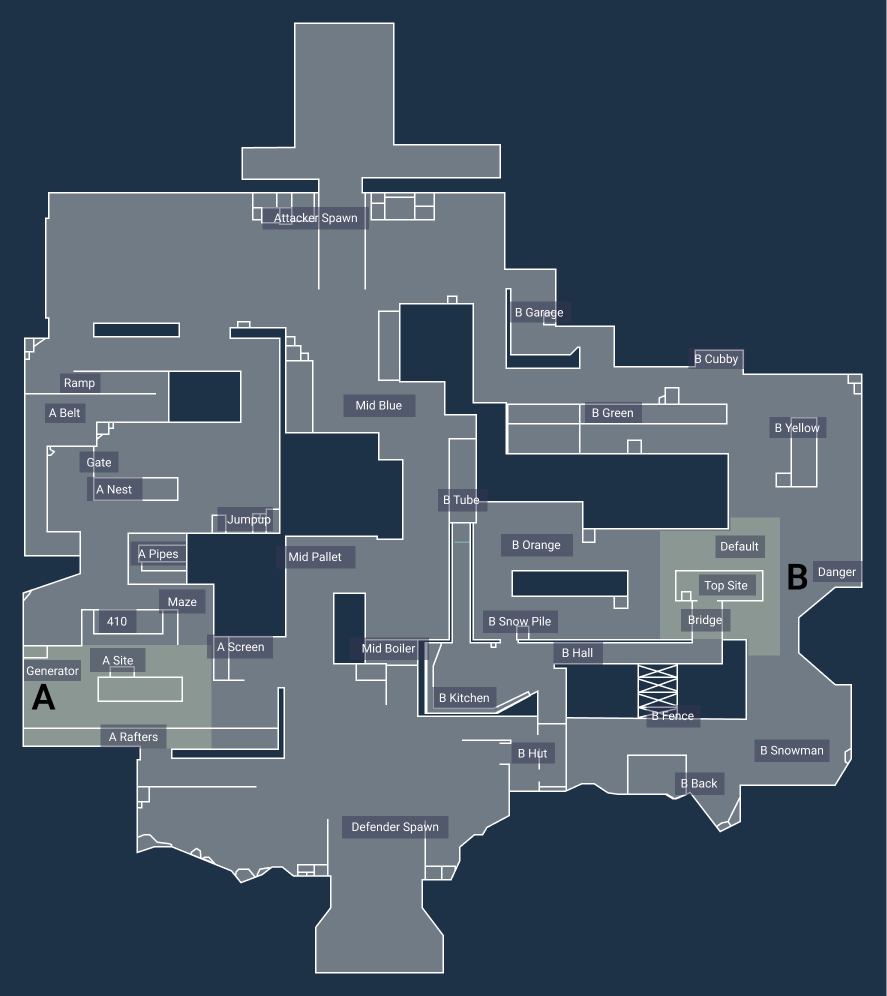 Attacker Spawn
B Garage
B Cubby
Ramp
Mid Blue
A Belt
B Green
B Yellow
Gate
A Nest
B Tube
Jumpup
B Orange
Default
A Pipes
Mid Pallet
B
Danger
Top Site
Maze
410
B Snow Pile
Bridge
A Screen
Mid Boiler
B Hall
A Site
Generator
A
B Kitchen
B Fence
A Rafters
B Hut
B Snowman
B Back
Defender Spawn